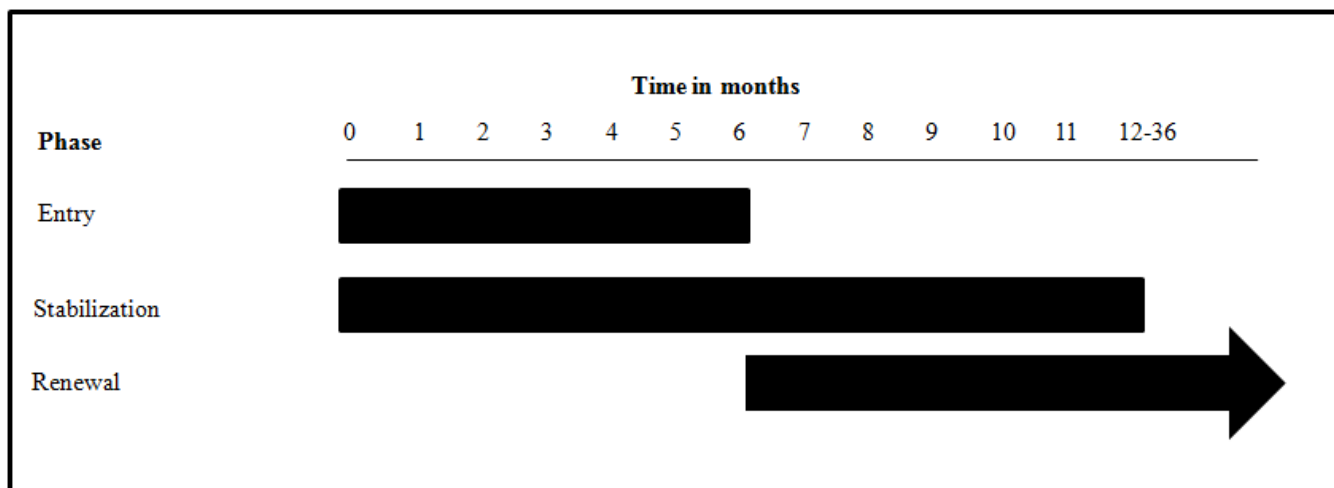 Time in months
Phase 0 1 2 3 4 5 6 7 8 9 10 11 12-36
Entry
Stabilization
Renewal